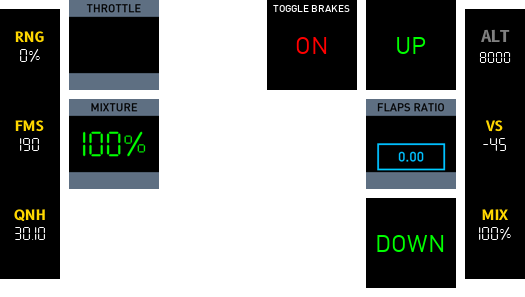 RNG
0%
FMS
190
QNH
30.10
THROTTLE
MIXTURE
100%
TOGGLE BRAKES
ON
UP
FLAPS RATIO
0.00
DOWN
ALT
8000
VS
-45
MIX
100%